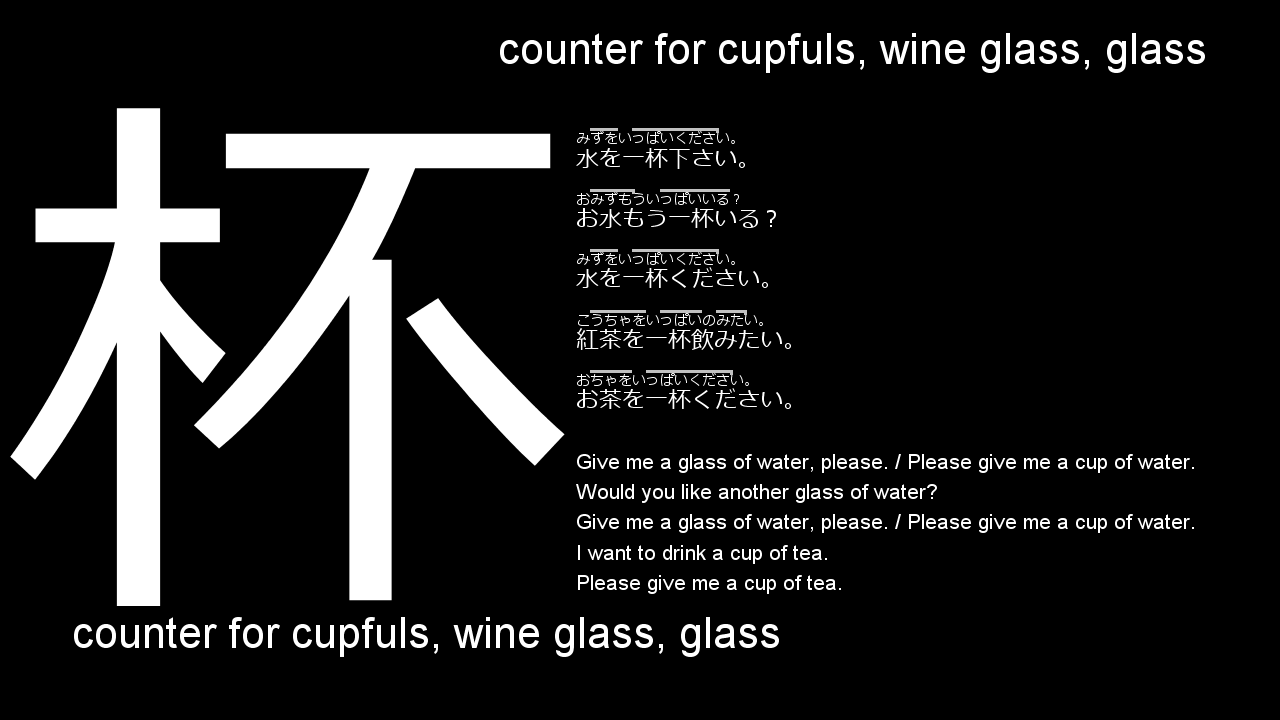 counter for cupfuls, wine glass, glass
杯
みずをいっぱいください。
水を一杯下さい。
おみずもういっぱいいる？
お水もう一杯いる？
みずをいっぱいください。
水を一杯ください。
こうちゃをいっぱいのみたい。
紅茶を一杯飲みたい。
おちゃをいっぱいください。
お茶を一杯ください。
Give me a glass of water, please. / Please give me a cup of water.
Would you like another glass of water?
Give me a glass of water, please. / Please give me a cup of water.
I want to drink a cup of tea.
Please give me a cup of tea.
counter for cupfuls, wine glass, glass